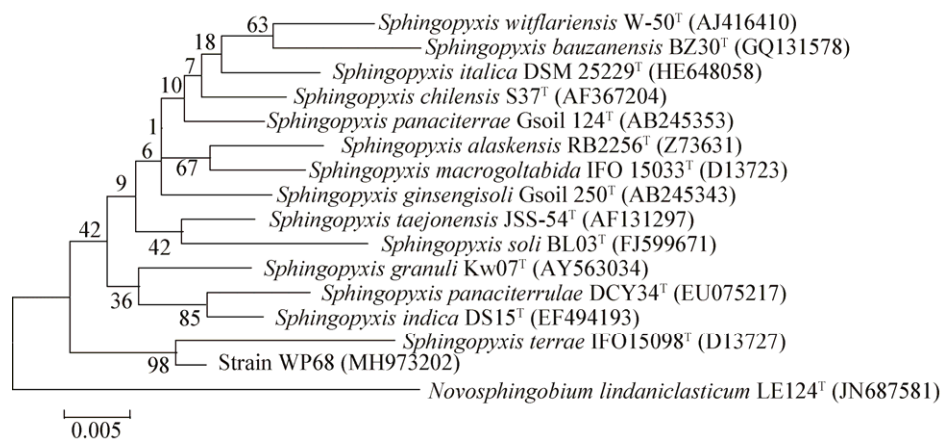 63
Sphingopyxis witflariensis W-50ᵀ (AJ416410)
18
Sphingopyxis bauzanensis BZ30ᵀ (GQ131578)
7
Sphingopyxis italica DSM 25229ᵀ (HE648058)
10
Sphingopyxis chilensis S37ᵀ (AF367204)
1
Sphingopyxis panaciterrae Gsoil 124ᵀ (AB245353)
6
Sphingopyxis alaskensis RB2256ᵀ (Z73631)
67
Sphingopyxis macrogoltabida IFO 15033ᵀ (D13723)
9
Sphingopyxis ginsengisoli Gsoil 250ᵀ (AB245343)
Sphingopyxis taejonensis JSS-54ᵀ (AF131297)
42
42
Sphingopyxis soli BL03ᵀ (FJ599671)
Sphingopyxis granuli Kw07ᵀ (AY563034)
36
Sphingopyxis panaciterrulae DCY34ᵀ (EU075217)
85
Sphingopyxis indica DS15ᵀ (EF494193)
Sphingopyxis terrae IFO15098ᵀ (D13727)
98
Strain WP68 (MH973202)
Novosphingobium lindaniclasticum LE124ᵀ (JN687581)
0.005